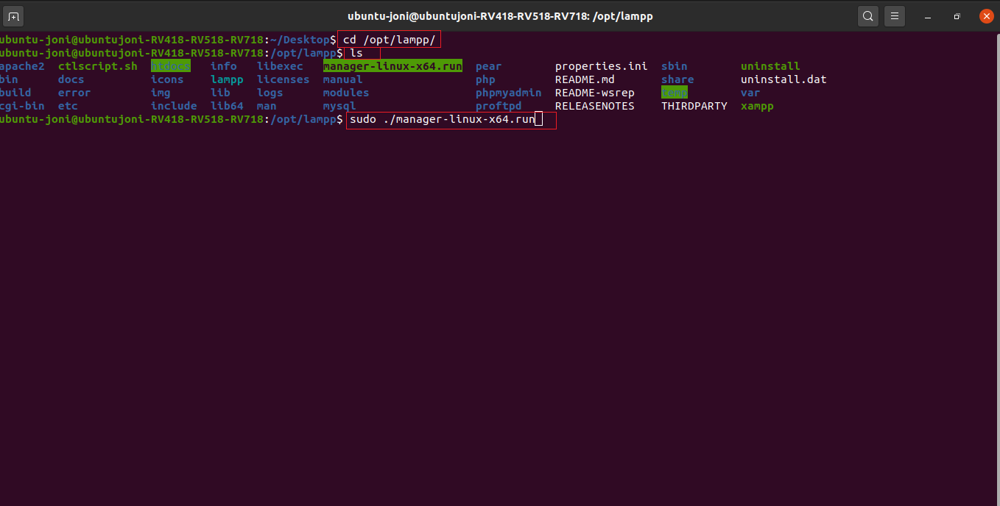 ubuntu-joni@ubuntujoni-RV418-RV518-RV718: /opt/lampp
ubuntu-joni@ubuntujoni-RV418-RV518-RV718:~/Desktop$ cd /opt/lampp/
ubuntu-joni@ubuntujoni-RV418-RV518-RV718:/opt/lampp$ ls
apache2 ctlscript.sh htdocs info libexec manager-linux-x64.run pear properties.ini sbin uninstall
bin docs icons lampp licenses manual php README.md share uninstall.dat
build error img lib logs modules phpmyadmin README-wsrep temp var
cgi-bin etc include lib64 man mysql proftpd RELEASENOTES THIRDPARTY xampp
ubuntu-joni@ubuntujoni-RV418-RV518-RV718:/opt/lampp$ sudo ./manager-linux-x64.run